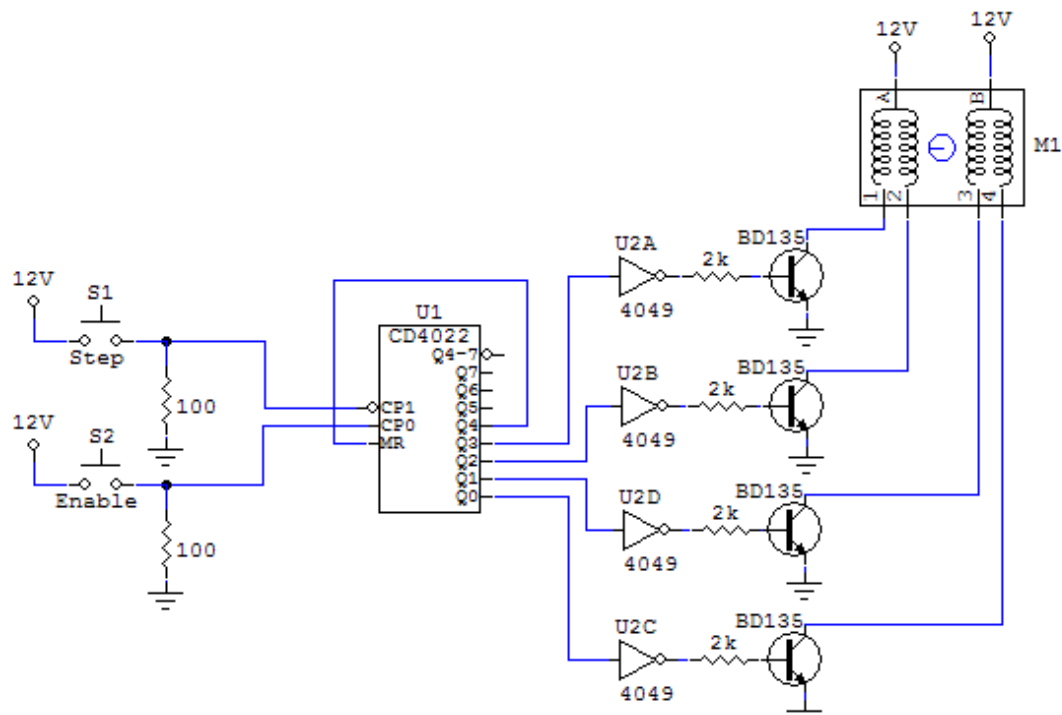 12V
12V
A
B
M1
1
2
3
4
U2A
BD135
2k
4049
12V
S1
Step
100
U1
CD4022
Q4-7
Q7
Q6
Q5
CP1
CP0
Q4
MR
Q3
Q2
Q1
Q0
U2B
BD135
2k
4049
12V
S2
Enable
100
U2D
BD135
2k
4049
U2C
BD135
2k
4049